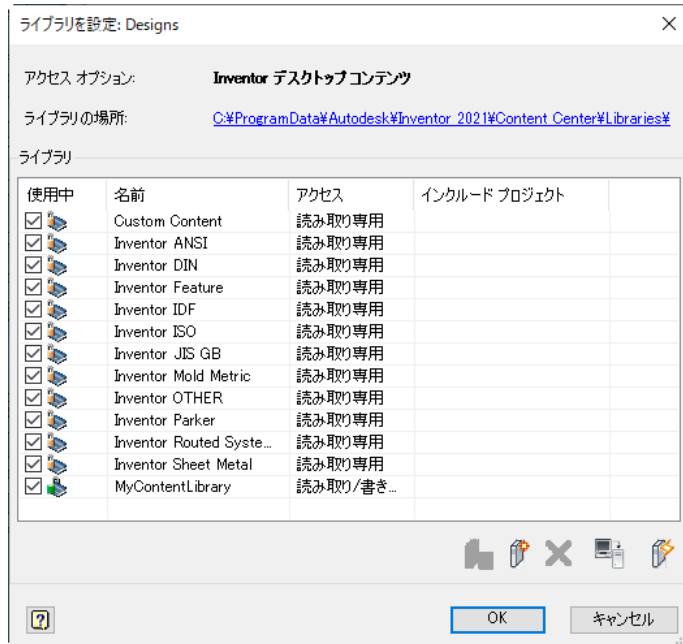 ライブラリを設定: Designs
アクセス オプション: Inventor デスクトップ コンテンツ
ライブラリの場所: C:¥ProgramData¥Autodesk¥Inventor 2021¥Content Center¥Libraries¥
ライブラリ
使用中 名前 アクセス インクルード プロジェクト
Custom Content 読み取り専用
Inventor ANSI 読み取り専用
Inventor DIN 読み取り専用
Inventor Feature 読み取り専用
Inventor IDF 読み取り専用
Inventor ISO 読み取り専用
Inventor JIS GB 読み取り専用
Inventor Mold Metric 読み取り専用
Inventor OTHER 読み取り専用
Inventor Parker 読み取り専用
Inventor Routed Syste... 読み取り専用
Inventor Sheet Metal 読み取り専用
MyContentLibrary 読み取り/書き...
OK キャンセル